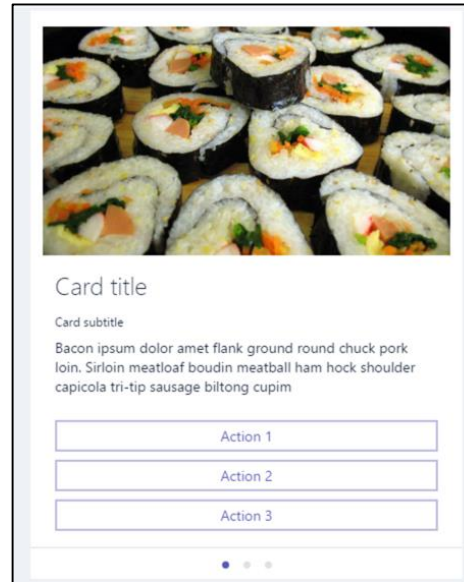 Card title
Card subtitle
Bacon ipsum dolor amet flank ground round chuck pork
loin. Sirloin meatloaf boudin meatball ham hock shoulder
capicola tri-tip sausage biltong cupim
Action 1
Action 2
Action 3